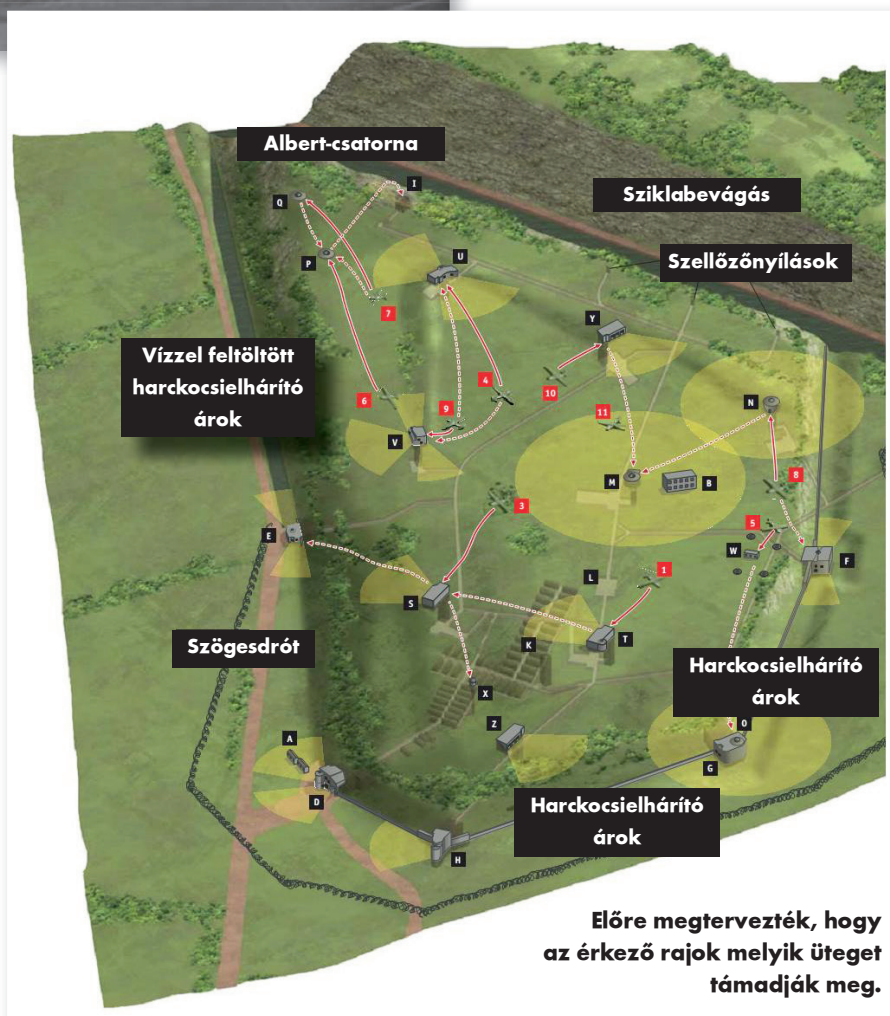 Albert-csatorna
Sziklabevágás
I
Q
U
Szellőzőnyílások
P
7
Y
Vízzel feltöltött
harckocsielhárító
árok
4
10
6
9
11
N
V
M
B
8
3
5
E
W
F
L
1
S
Szögesdrót
K
T
Harckocsielhárító
árok
X
O
Z
A
G
D
Harckocsielhárító
árok
H
Előre megtervezték, hogy
az érkező rajok melyik üteget
támadják meg.